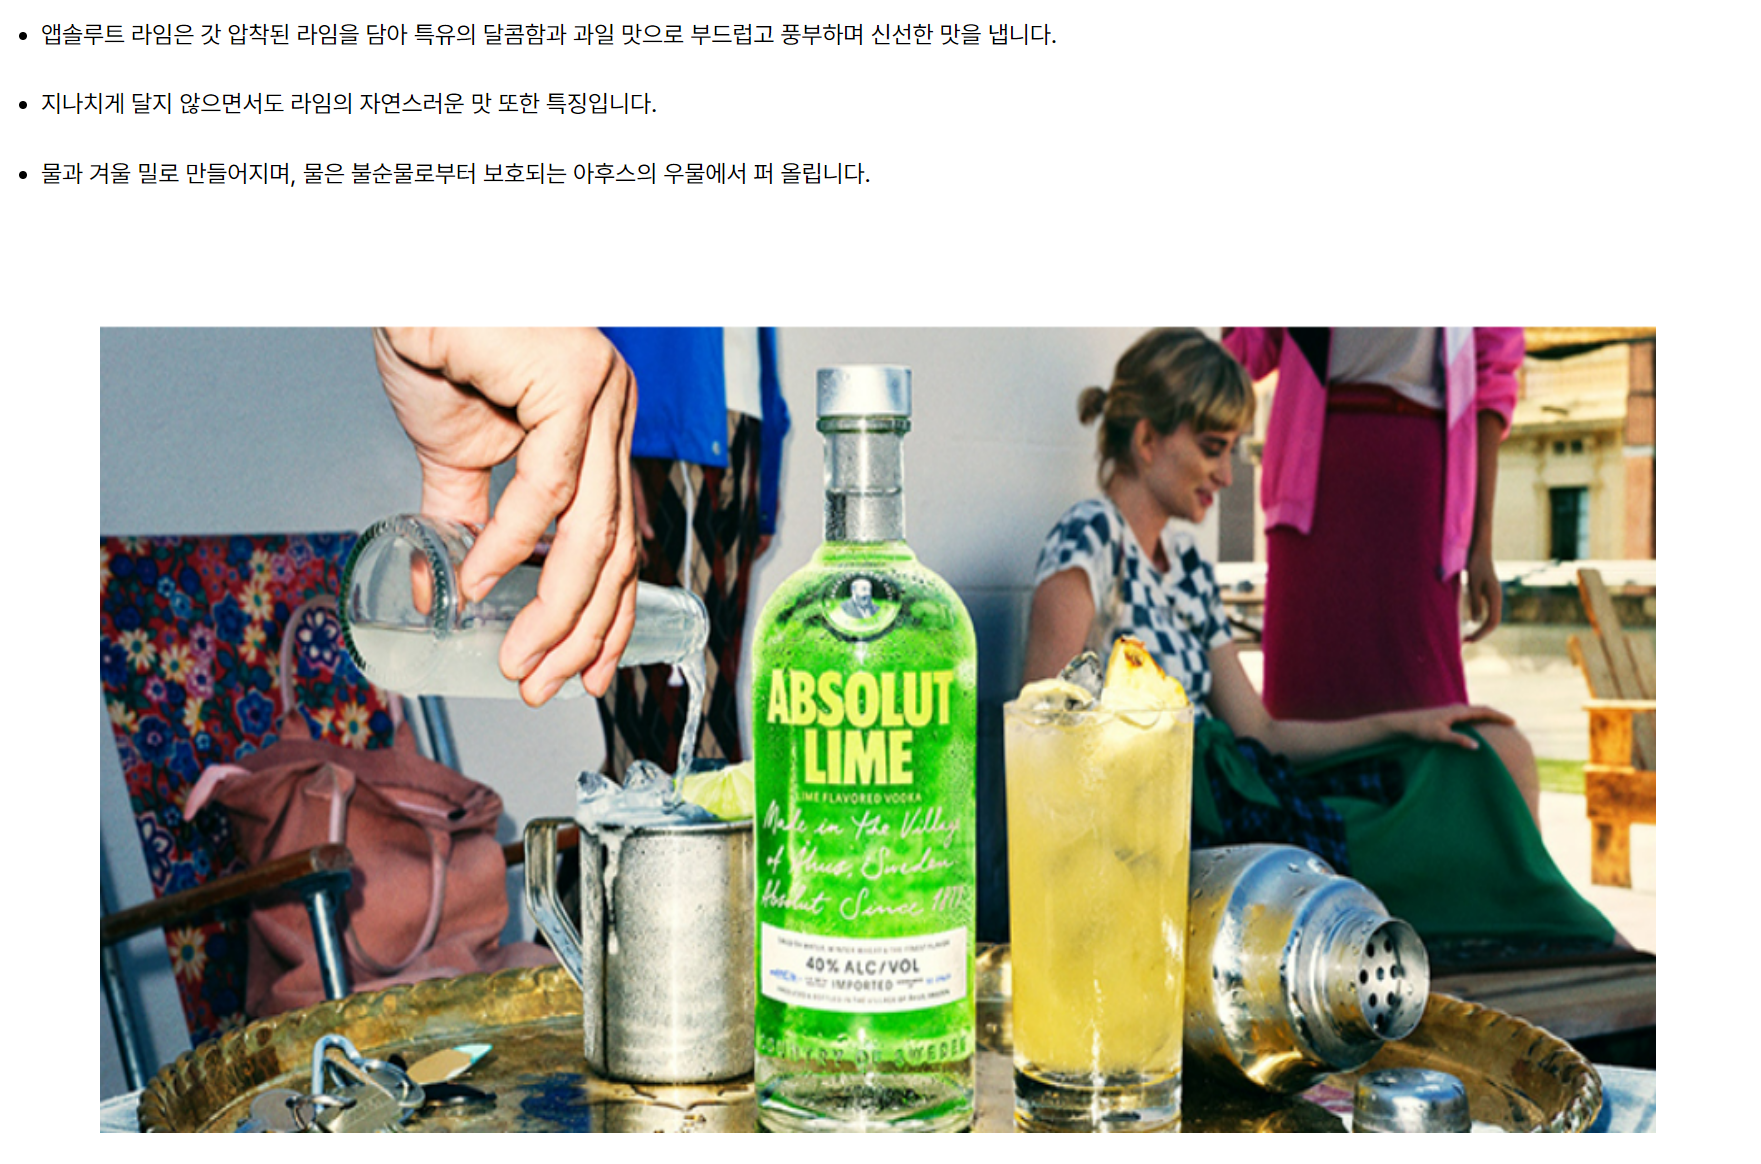 앱솔루트 라임은 갓 압착된 라임을 담아 특유의 달콤함과 과일 맛으로 부드럽고 풍부하며 신선한 맛을 냅니다.
지나치게 달지 않으면서도 라임의 자연스러운 맛 또한 특징입니다.
물과 겨울 밀로 만들어지며, 물은 불순물로부터 보호되는 아후스의 우물에서 퍼 올립니다.
ABSOLUT
LIME
LIME FLAVORED VODKA
Made in the Village
of Åhus, Sweden.
Absolut Since 1879
40% ALC/VOL
IMPORTED
COUNTRY OF SWEDEN